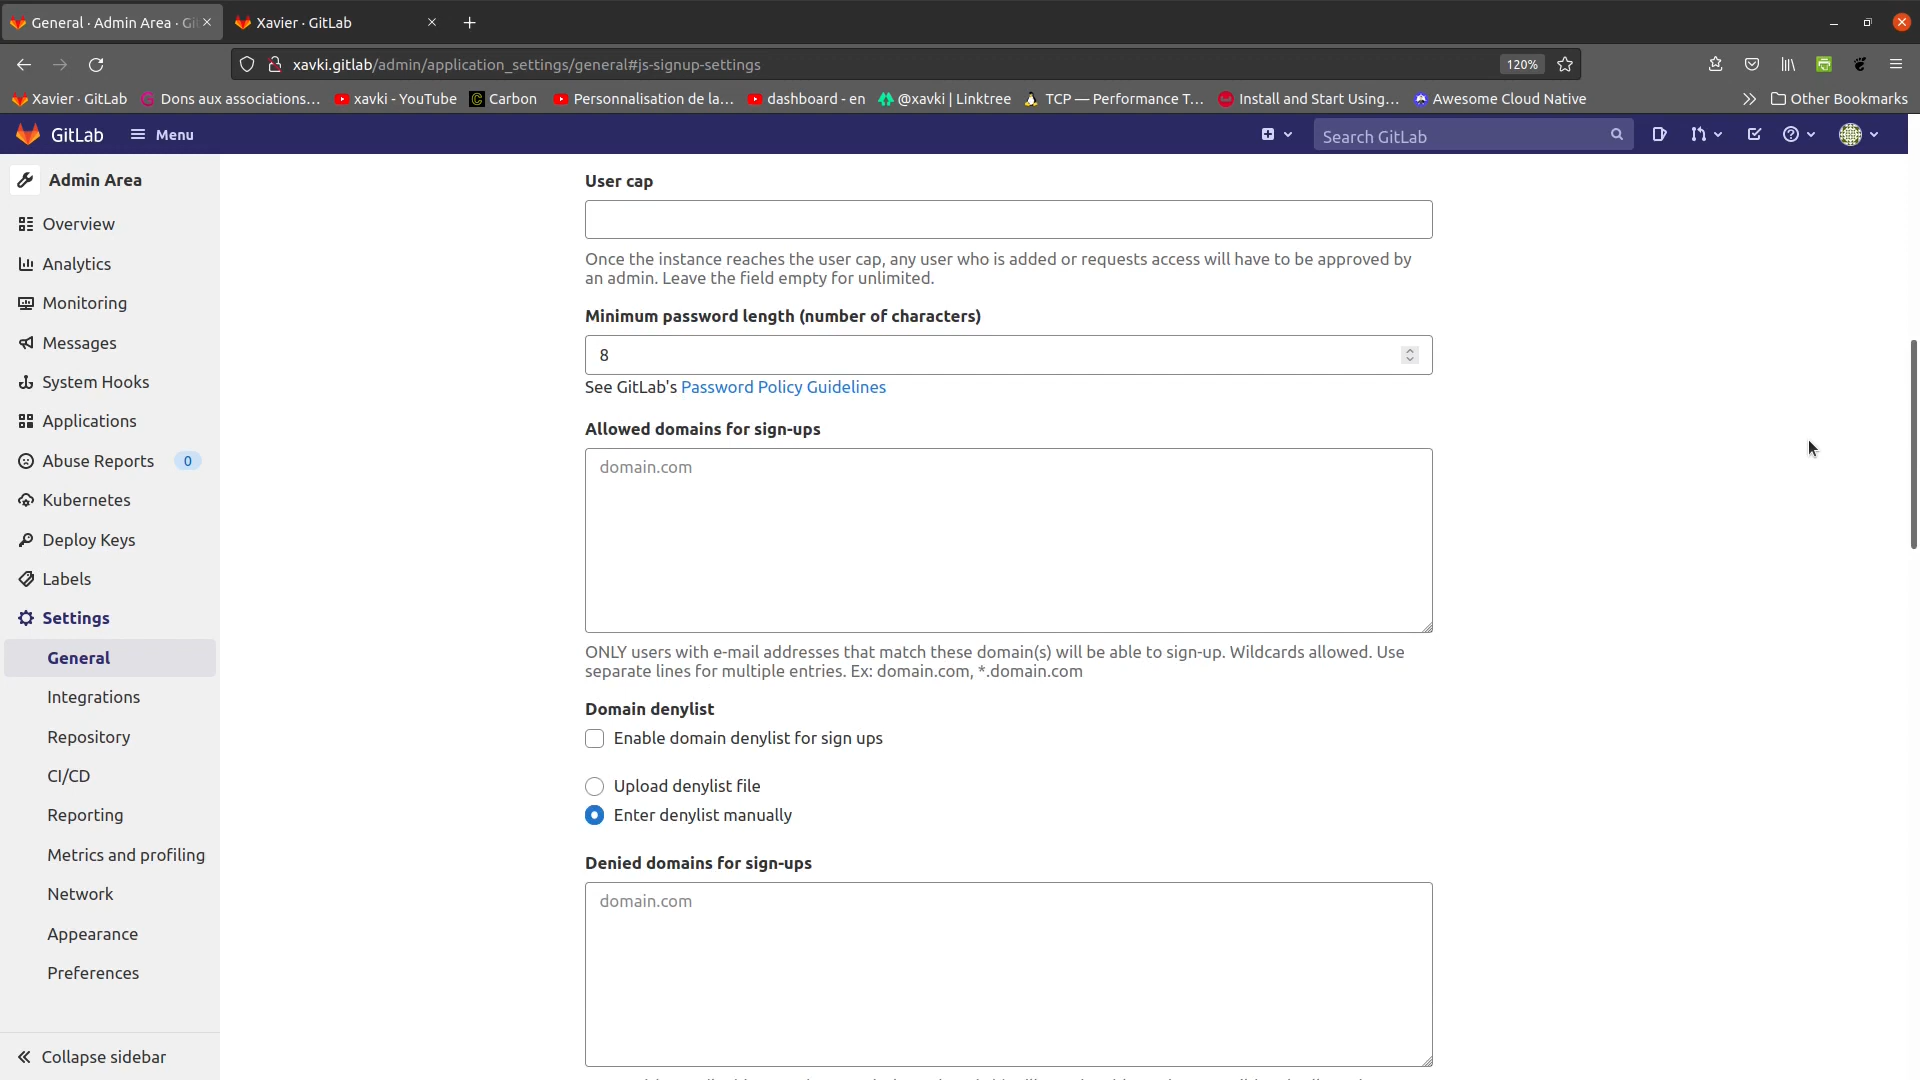 General · Admin Area · G
Xavier · GitLab
xavki.gitlab/admin/application_settings/general#js-signup-settings
120%
Xavier · GitLab
Dons aux associations...
xavki - YouTube
Carbon
Personnalisation de la...
dashboard - en
@xavki | Linktree
TCP — Performance T...
Install and Start Using...
Awesome Cloud Native
Other Bookmarks
GitLab
Menu
Search GitLab
Admin Area
Overview
Analytics
Monitoring
Messages
System Hooks
Applications
Abuse Reports 0
Kubernetes
Deploy Keys
Labels
Settings
General
Integrations
Repository
CI/CD
Reporting
Metrics and profiling
Network
Appearance
Preferences
Collapse sidebar
User cap
Once the instance reaches the user cap, any user who is added or requests access will have to be approved by
an admin. Leave the field empty for unlimited.
Minimum password length (number of characters)
8
See GitLab's Password Policy Guidelines
Allowed domains for sign-ups
domain.com
ONLY users with e-mail addresses that match these domain(s) will be able to sign-up. Wildcards allowed. Use
separate lines for multiple entries. Ex: domain.com, *.domain.com
Domain denylist
Enable domain denylist for sign ups
Upload denylist file
Enter denylist manually
Denied domains for sign-ups
domain.com